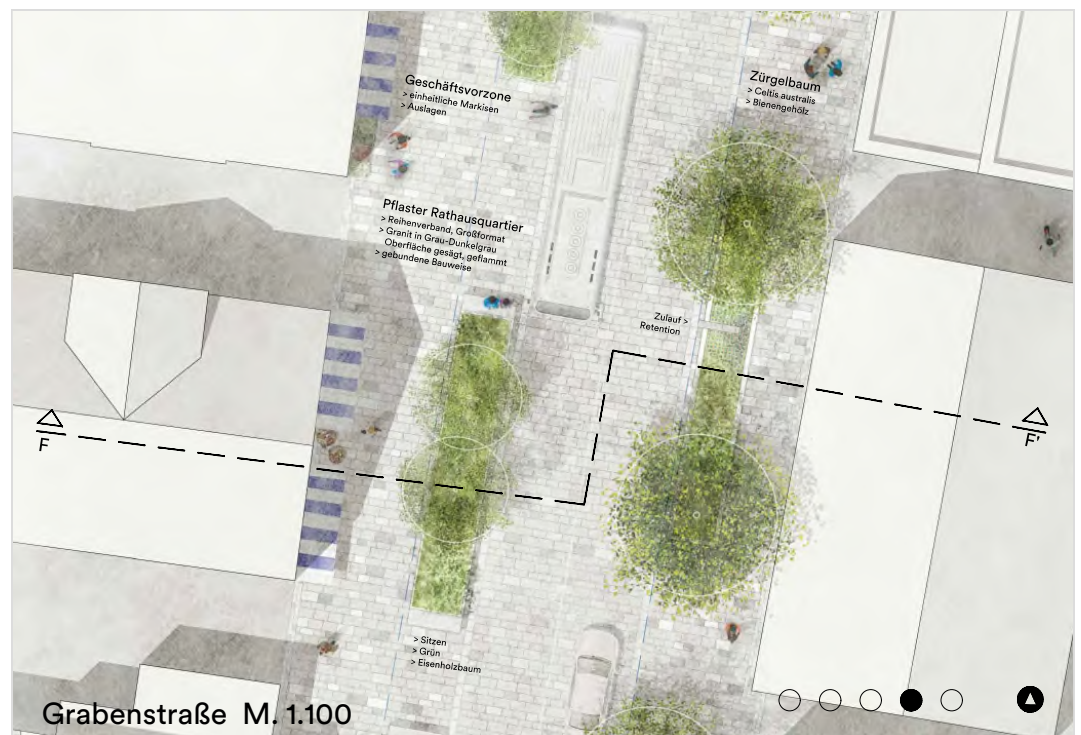 Geschäftsvorzone
> einheitliche Markisen
> Auslagen
Zürgelbaum
> Celtis australis
> Bienengehölz
Pflaster Rathausquartier
> Reihenverband, Großformat
> Granit in Grau-Dunkelgrau
Oberfläche gesägt, geflammt
> gebundene Bauweise
Zulauf >
Retention
F
F'
> Sitzen
> Grün
> Eisenholzbaum
Grabenstraße M. 1.100